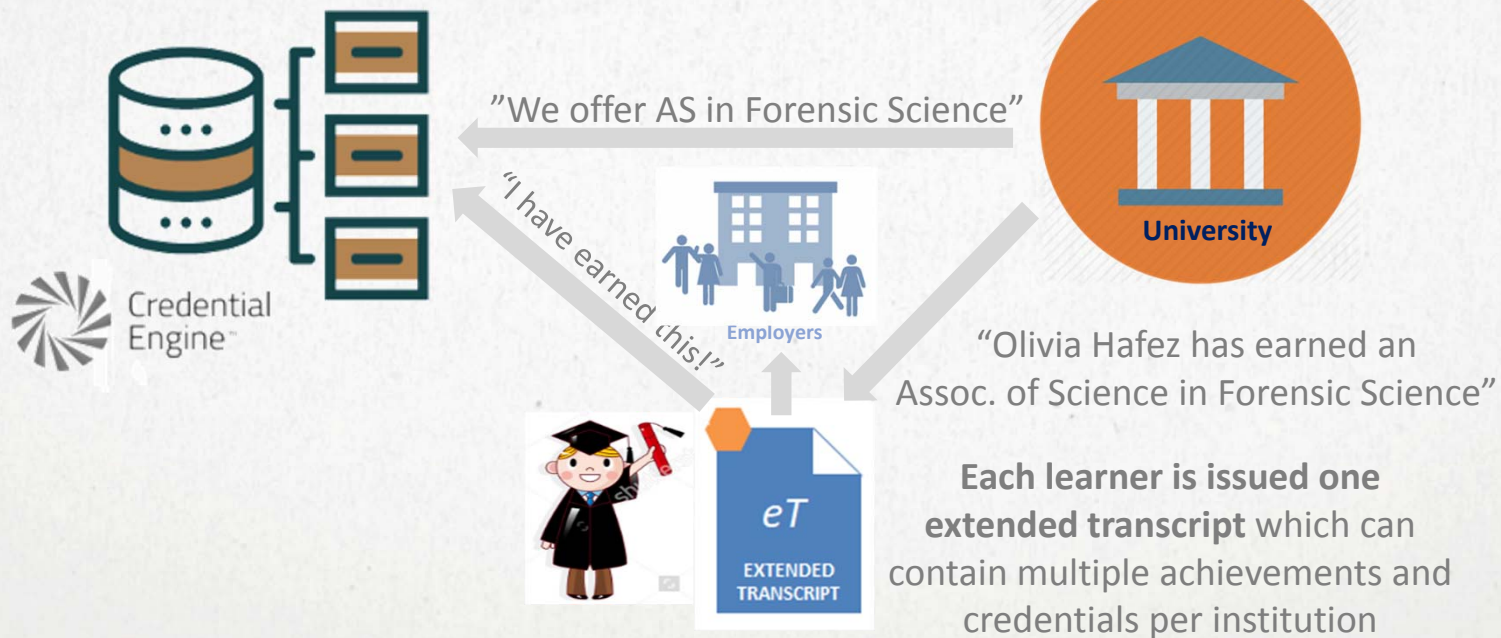 ”We offer AS in Forensic Science”
University
“I have earned this!”
Employers
Credential
Engine™
“Olivia Hafez has earned an
Assoc. of Science in Forensic Science”
Each learner is issued one
extended transcript which can
contain multiple achievements and
credentials per institution
eT
EXTENDED
TRANSCRIPT